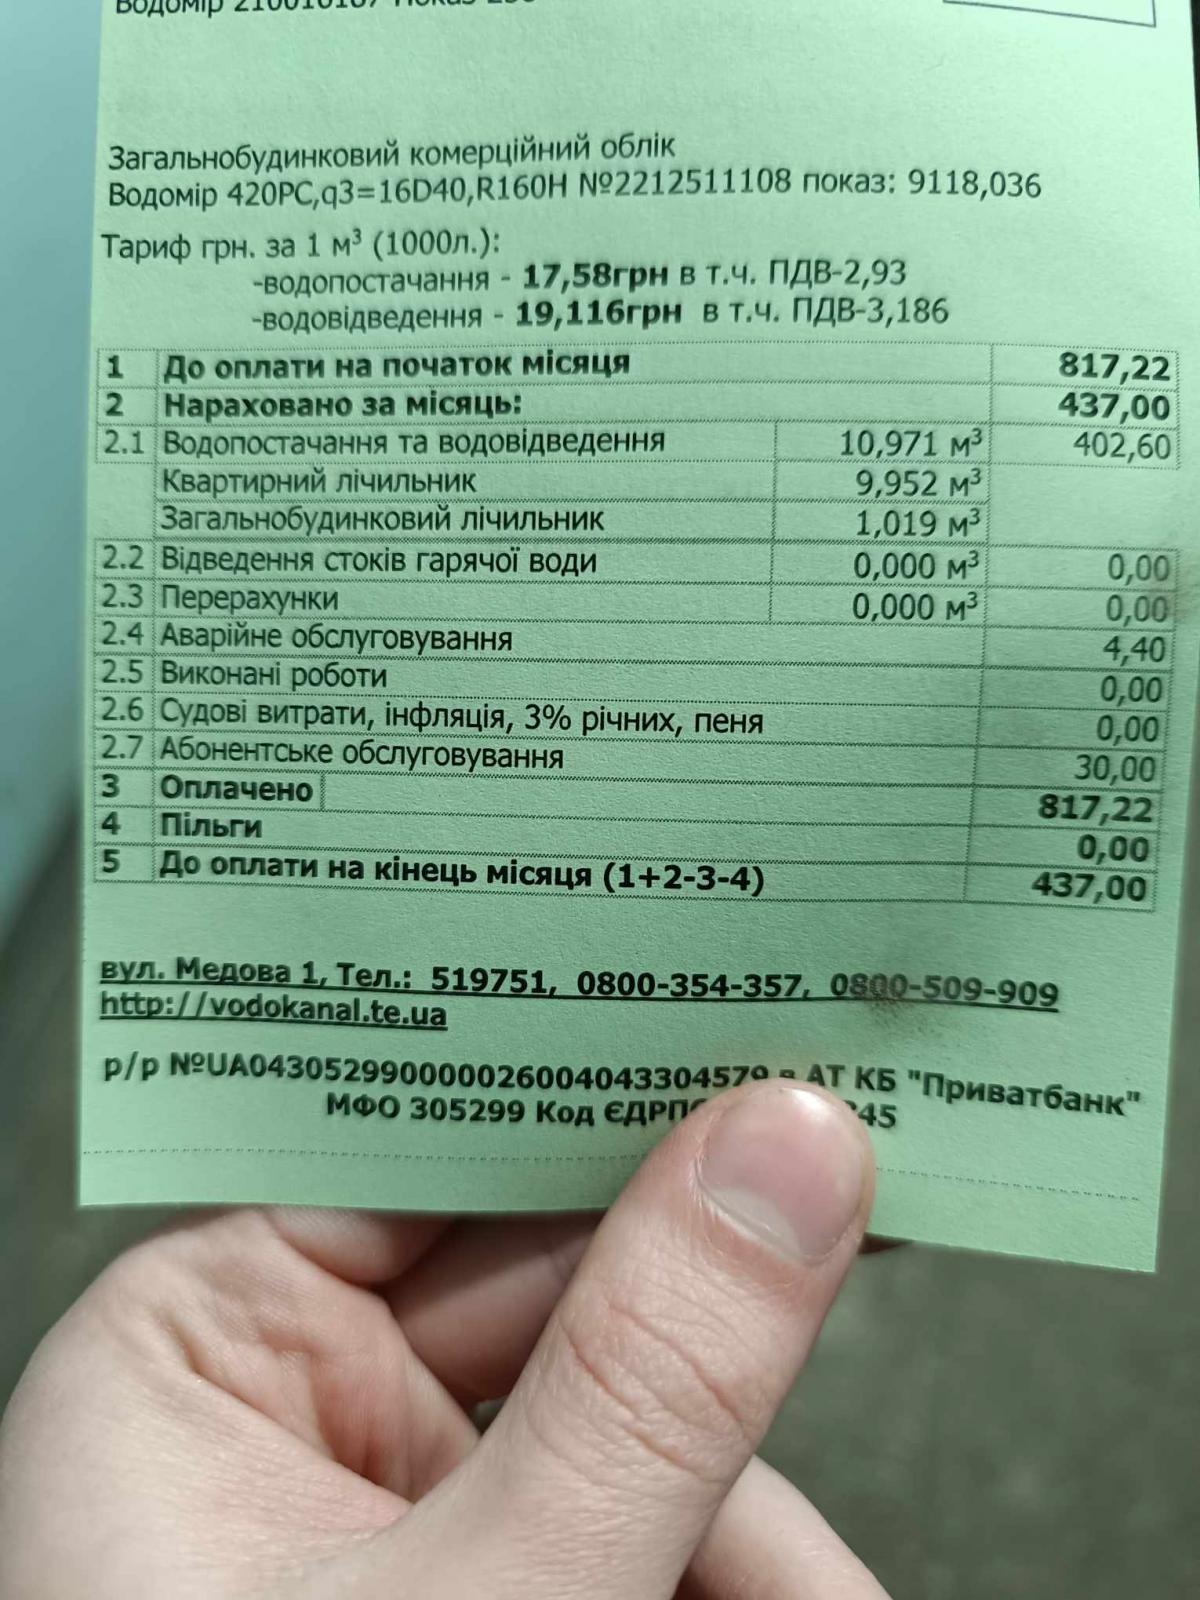 Водомір
Загальнобудинковий комерційний облік
Водомір 420PC,q3=16D40,R160H №2212511108 показ: 9118,036
Тариф грн. за 1 м³ (1000л.):
-водопостачання - 17,58грн в т.ч. ПДВ-2,93
-водовідведення - 19,116грн в т.ч. ПДВ-3,186
1 До оплати на початок місяця 817,22
2 Нараховано за місяць: 437,00
2.1 Водопостачання та водовідведення 10,971 м³ 402,60
Квартирний лічильник 9,952 м³
Загальнобудинковий лічильник 1,019 м³
2.2 Відведення стоків гарячої води 0,000 м³ 0,00
2.3 Перерахунки 0,000 м³ 0,00
2.4 Аварійне обслуговування 4,40
2.5 Виконані роботи 0,00
2.6 Судові витрати, інфляція, 3% річних, пеня 0,00
2.7 Абонентське обслуговування 30,00
3 Оплачено 817,22
4 Пільги 0,00
5 До оплати на кінець місяця (1+2-3-4) 437,00
вул. Медова 1, Тел.: 519751, 0800-354-357, 0800-509-909
http://vodokanal.te.ua
р/р №UA043052990000026004043304579 в АТ КБ "Приватбанк"
МФО 305299 Код